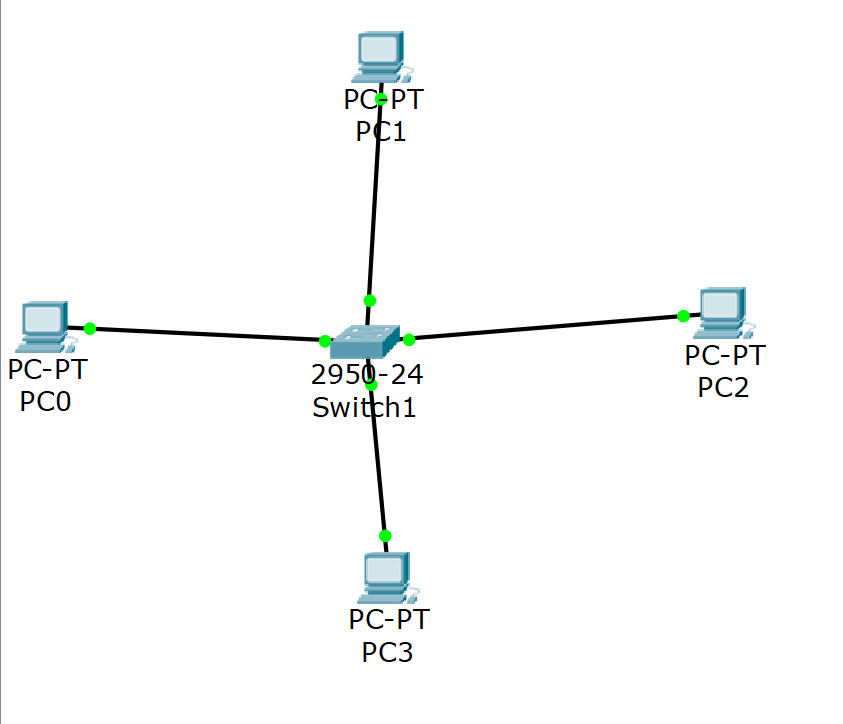 PC-PT
PC1
PC-PT
PC0
2950-24
Switch1
PC-PT
PC2
PC-PT
PC3